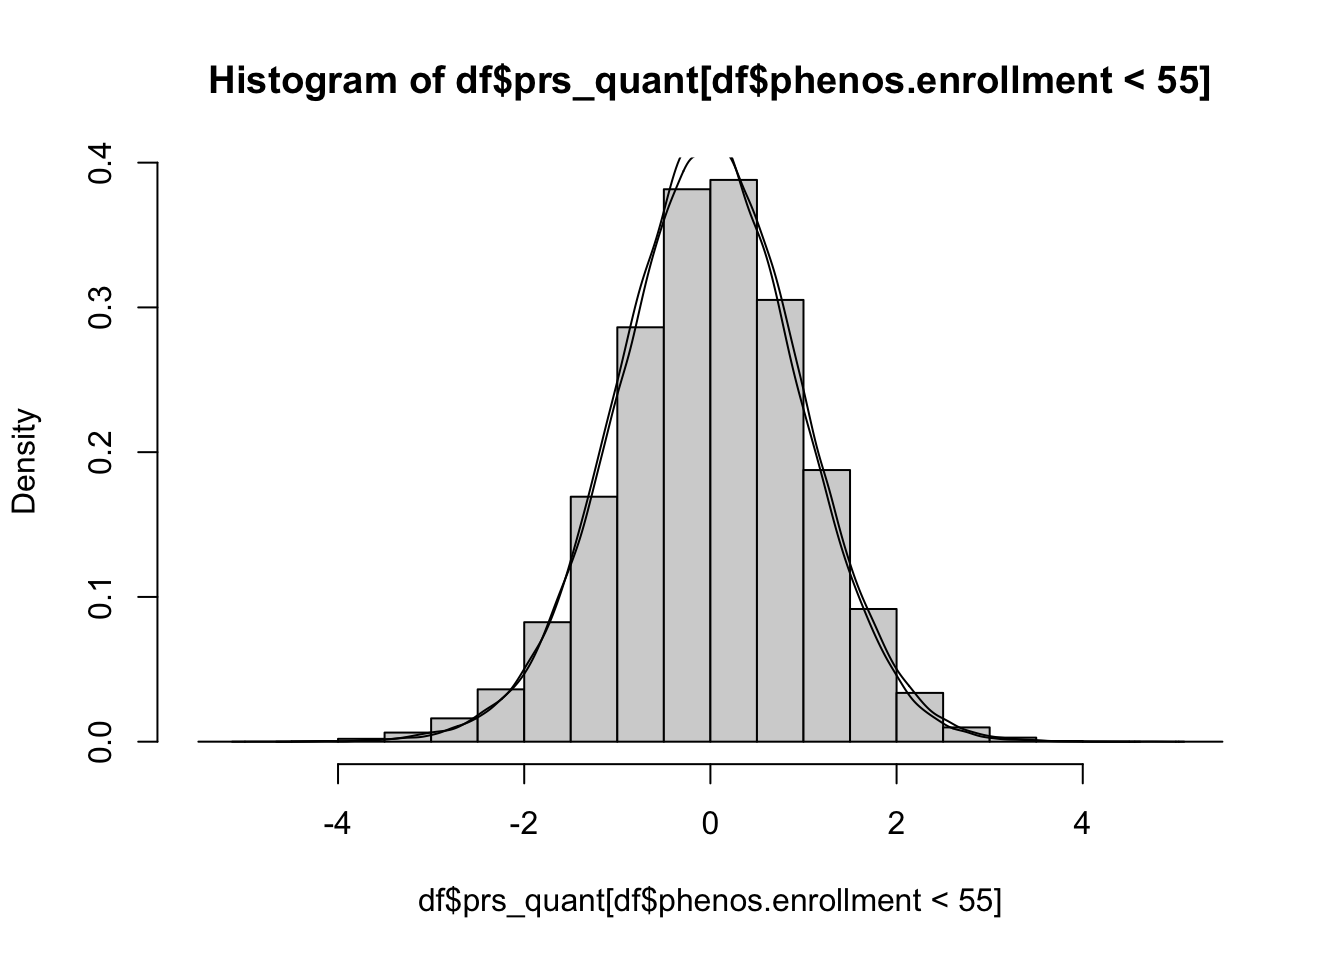 Histogram of df$prs_quant[df$phenos.enrollment < 55]
Density
0.4
0.3
0.2
0.1
0.0
-4 -2 0 2 4
df$prs_quant[df$phenos.enrollment < 55]